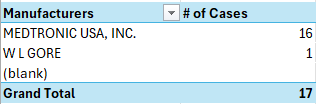 Manufacturers # of Cases
MEDTRONIC USA, INC. 16
W L GORE 1
(blank)
Grand Total 17